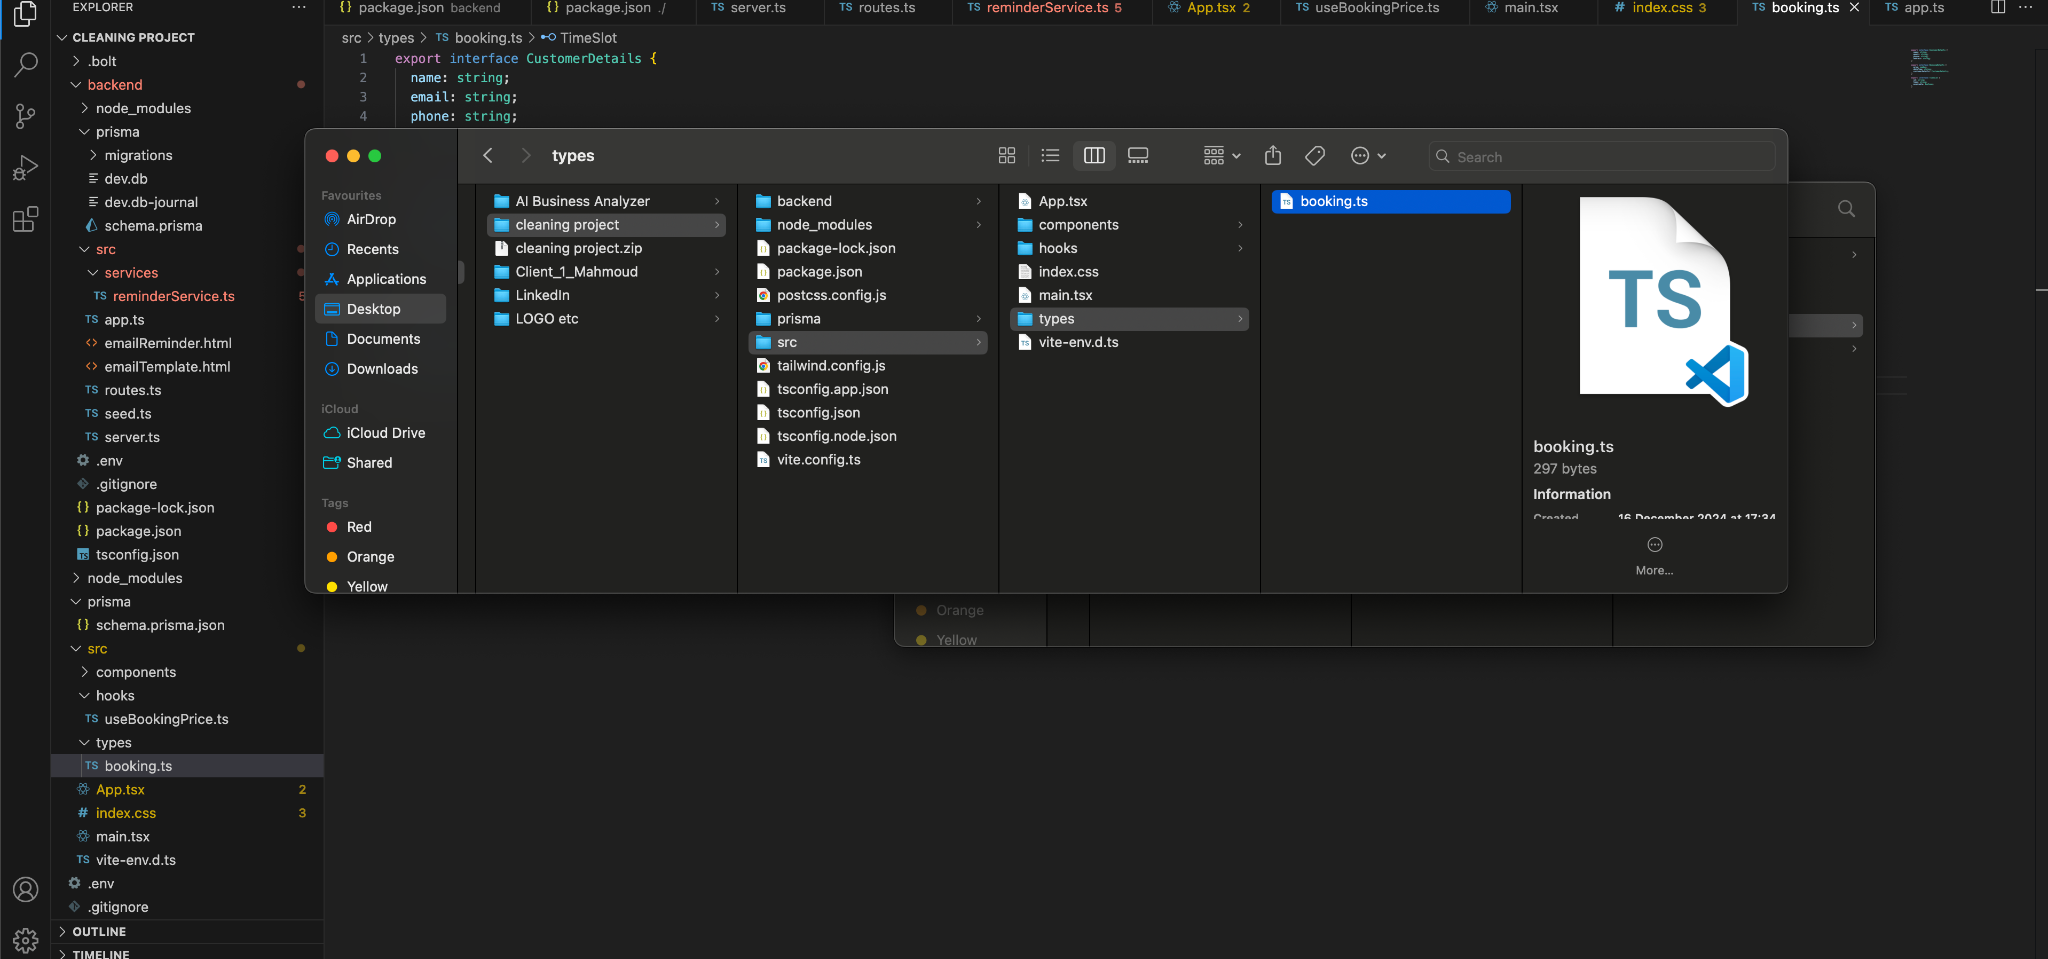 EXPLORER
CLEANING PROJECT
.bolt
backend
node_modules
prisma
migrations
dev.db
dev.db-journal
schema.prisma
src
services
TS reminderService.ts 5
TS app.ts
<> emailReminder.html
<> emailTemplate.html
TS routes.ts
TS seed.ts
TS server.ts
.env
.gitignore
{} package-lock.json
{} package.json
TS tsconfig.json
node_modules
prisma
{} schema.prisma.json
src
components
hooks
TS useBookingPrice.ts
types
TS booking.ts
App.tsx 2
# index.css 3
main.tsx
TS vite-env.d.ts
.env
.gitignore
OUTLINE
TIMELINE
{} package.json backend
{} package.json ./
TS server.ts
TS routes.ts
TS reminderService.ts 5
App.tsx 2
TS useBookingPrice.ts
main.tsx
# index.css 3
TS booking.ts
TS app.ts
src > types > TS booking.ts > TimeSlot
1 export interface CustomerDetails {
2 name: string;
3 email: string;
4 phone: string;
types
Search
Favourites
AirDrop
Recents
Applications
Desktop
Documents
Downloads
iCloud
iCloud Drive
Shared
Tags
Red
Orange
Yellow
AI Business Analyzer
cleaning project
cleaning project.zip
Client_1_Mahmoud
LinkedIn
LOGO etc
backend
node_modules
package-lock.json
package.json
postcss.config.js
prisma
src
tailwind.config.js
tsconfig.app.json
tsconfig.json
tsconfig.node.json
vite.config.ts
App.tsx
components
hooks
index.css
main.tsx
types
vite-env.d.ts
booking.ts
TS
booking.ts
297 bytes
Information
Created 16 December 2024 at 17:34
More...
Orange
Yellow